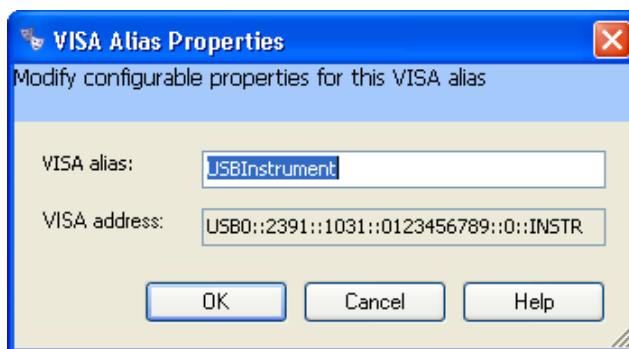 VISA Alias Properties
Modify configurable properties for this VISA alias
VISA alias: USBInstrument
VISA address: USB0::2391::1031::0123456789::0::INSTR
OK Cancel Help